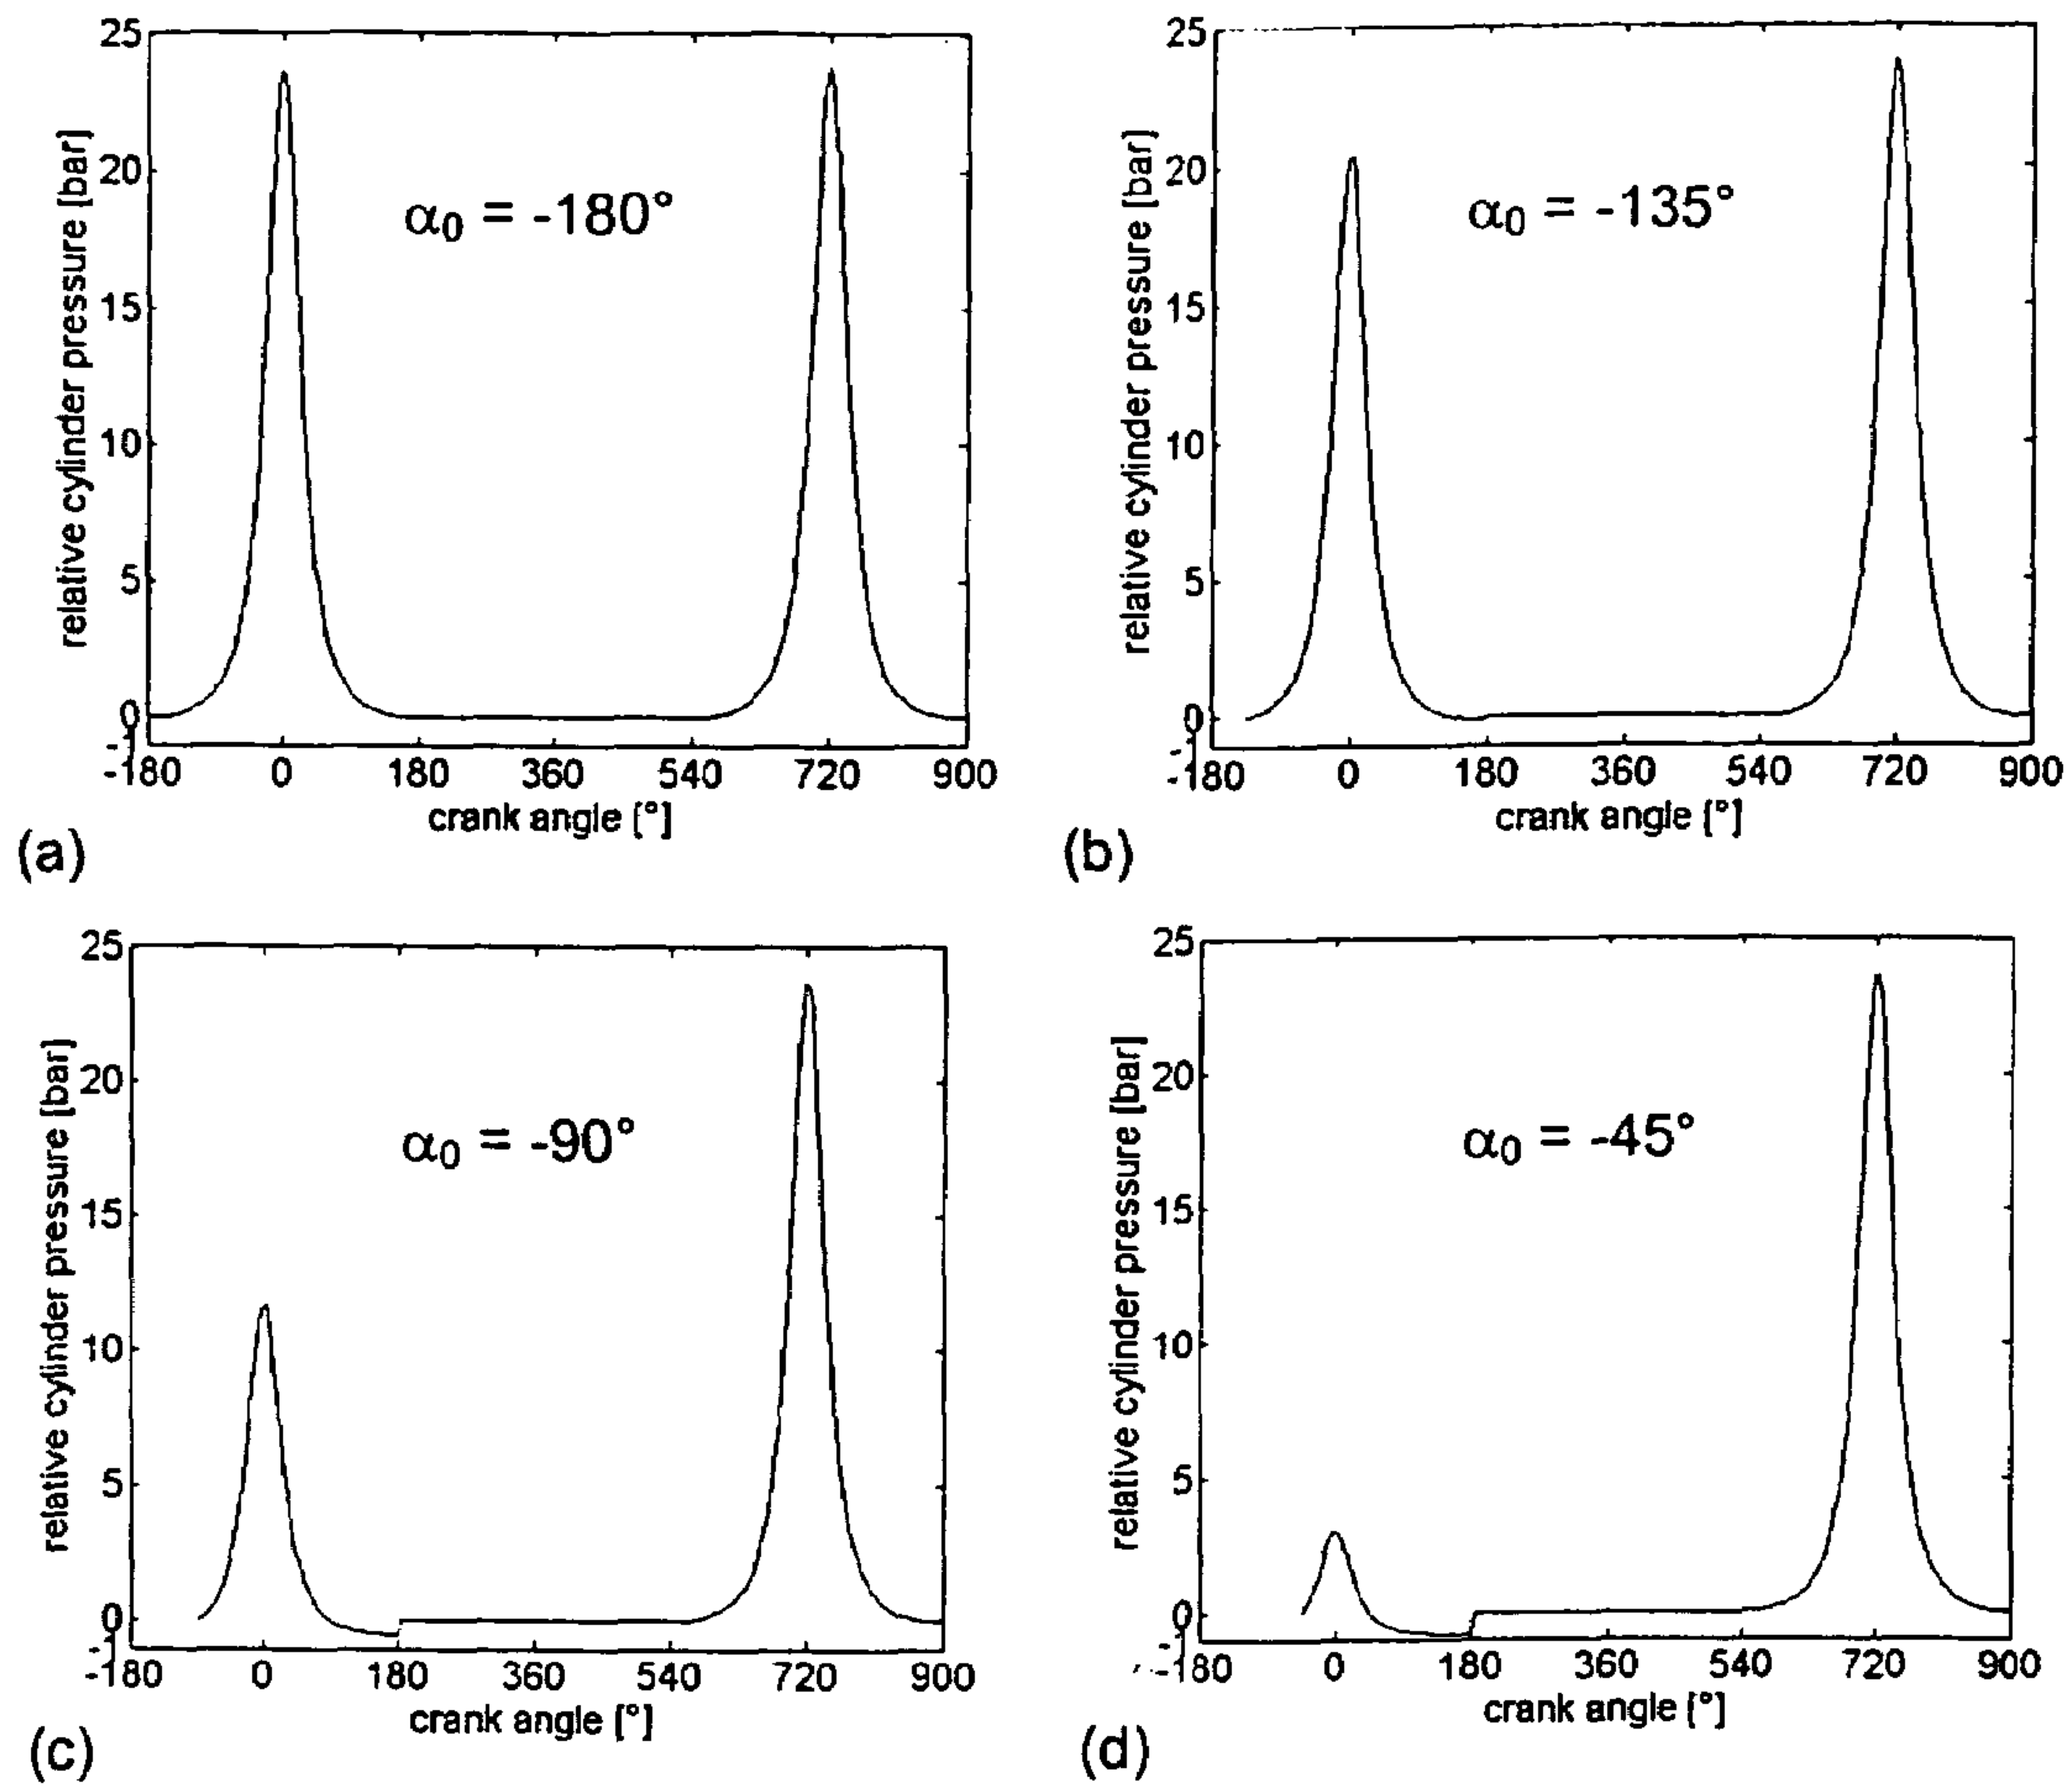 25
20
15
10
5
0
-1
relative cylinder pressure [bar]
α0 = -180°
-180 0 180 360 540 720 900
crank angle [°]
(a)
25
20
15
10
5
0
-1
relative cylinder pressure [bar]
α0 = -135°
-180 0 180 360 540 720 900
crank angle [°]
(b)
25
20
15
10
5
0
-1
relative cylinder pressure [bar]
α0 = -90°
-180 0 180 360 540 720 900
crank angle [°]
(c)
25
20
15
10
5
0
-1
relative cylinder pressure [bar]
α0 = -45°
-180 0 180 360 540 720 900
crank angle [°]
(d)